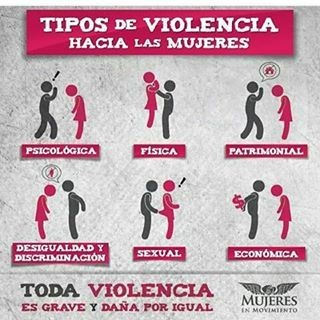 TIPOS DE VIOLENCIA
HACIA LAS MUJERES
PSICOLÓGICA
FÍSICA
PATRIMONIAL
DESIGUALDAD Y
DISCRIMINACIÓN
SEXUAL
ECONÓMICA
TODA VIOLENCIA
ES GRAVE Y DAÑA POR IGUAL
MUJERES
EN MOVIMIENTO